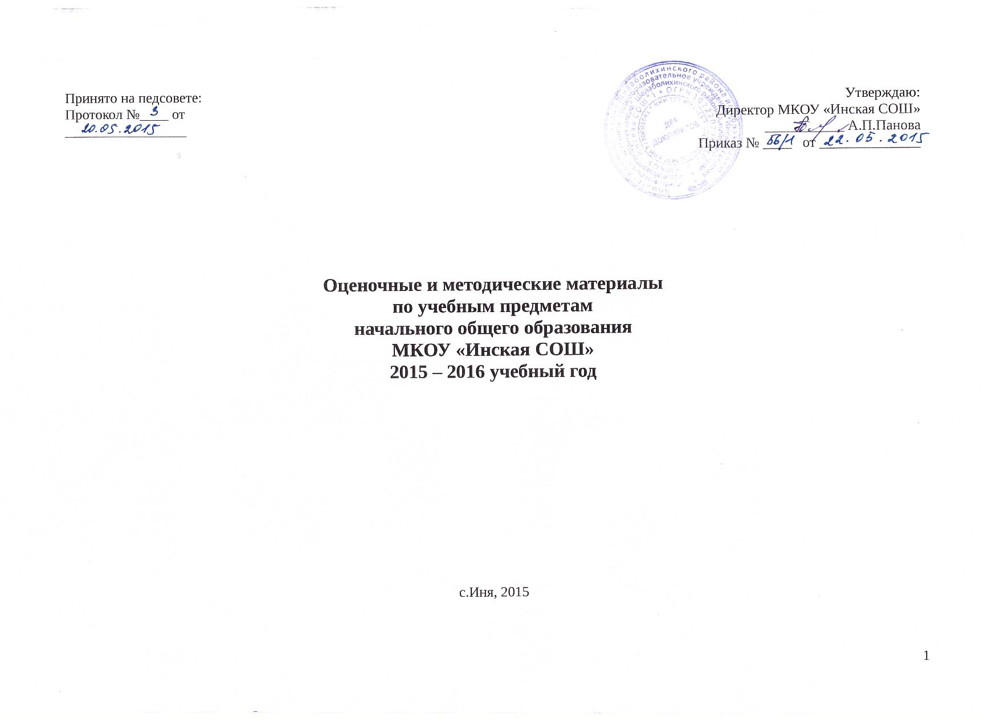 Принято на педсовете:
Протокол № 3 от
20.05.2015
Утверждаю:
Директор МКОУ «Инская СОШ»
А.П.Панова
Приказ № 56/1 от 22.05.2015
для
документов
Оценочные и методические материалы
по учебным предметам
начального общего образования
МКОУ «Инская СОШ»
2015 – 2016 учебный год
с.Иня, 2015
1